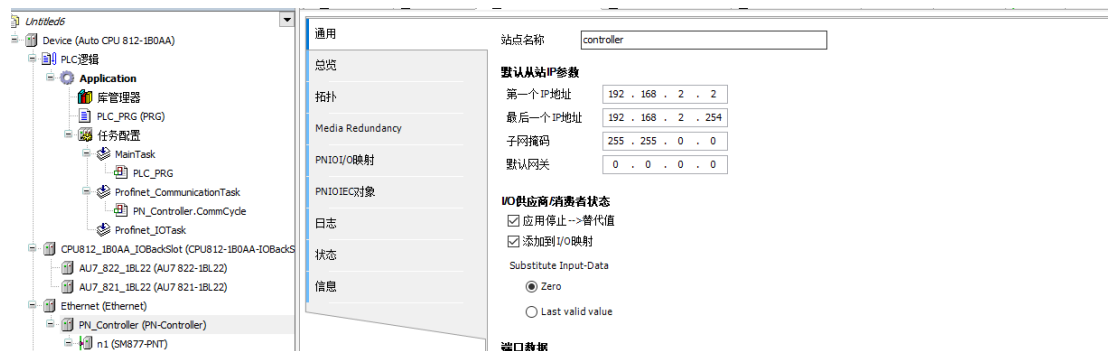 Untitled6
Device (Auto CPU 812-1B0AA)
PLC逻辑
Application
库管理器
PLC_PRG (PRG)
任务配置
MainTask
PLC_PRG
Profinet_CommunicationTask
PN_Controller.CommCycle
Profinet_IOTask
CPU812_1B0AA_IOBackSlot (CPU812-1B0AA-IOBackS
AU7_822_1BL22 (AU7 822-1BL22)
AU7_821_1BL22 (AU7 821-1BL22)
Ethernet (Ethernet)
PN_Controller (PN-Controller)
n1 (SM877-PNT)
通用
总览
拓扑
Media Redundancy
PNIOI/O映射
PNIOIEC对象
日志
状态
信息
站点名称 controller
默认从站IP参数
第一个IP地址 192 . 168 . 2 . 2
最后一个IP地址 192 . 168 . 2 . 254
子网掩码 255 . 255 . 0 . 0
默认网关 0 . 0 . 0 . 0
I/O供应商/消费者状态
应用停止-->替代值
添加到I/O映射
Substitute Input-Data
Zero
Last valid value
端口数据